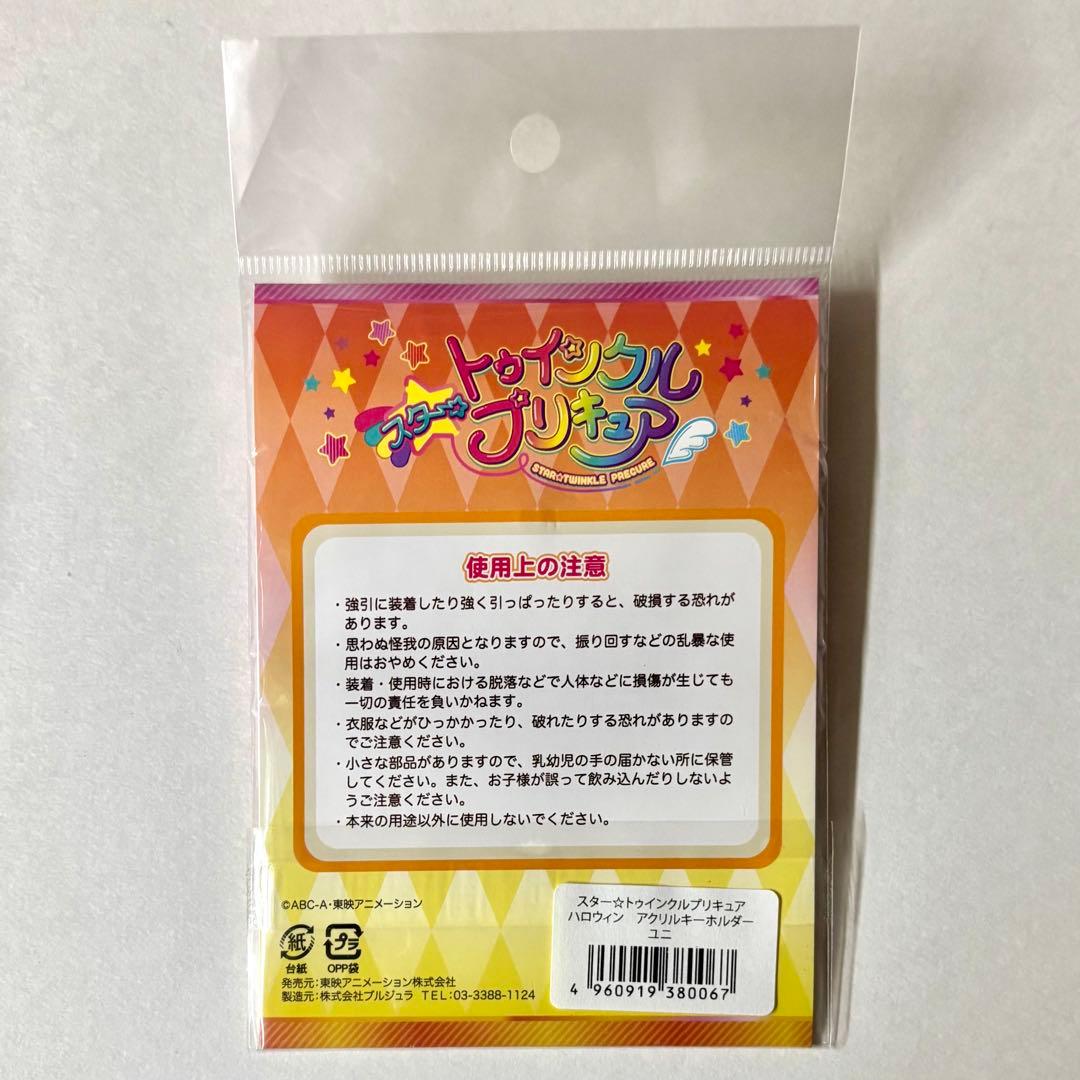 トゥインクル
スター☆プリキュア
STAR☆TWINKLE PRECURE
使用上の注意
・強引に装着したり強く引っぱったりすると、破損する恐れが
あります。
・思わぬ怪我の原因となりますので、振り回すなどの乱暴な使
用はおやめください。
・装着・使用時における脱落などで人体などに損傷が生じても
一切の責任を負いかねます。
・衣服などがひっかかったり、破れたりする恐れがありますの
でご注意ください。
・小さな部品がありますので、乳幼児の手の届かない所に保管
してください。また、お子様が誤って飲み込んだりしないよ
うご注意ください。
・本来の用途以外に使用しないでください。
©ABC-A・東映アニメーション
紙 プラ
台紙 OPP袋
発売元：東映アニメーション株式会社
製造元：株式会社プルジュラ TEL：03-3388-1124
スター☆トゥインクルプリキュア
ハロウィン アクリルキーホルダー
ユニ
4 960919 380067